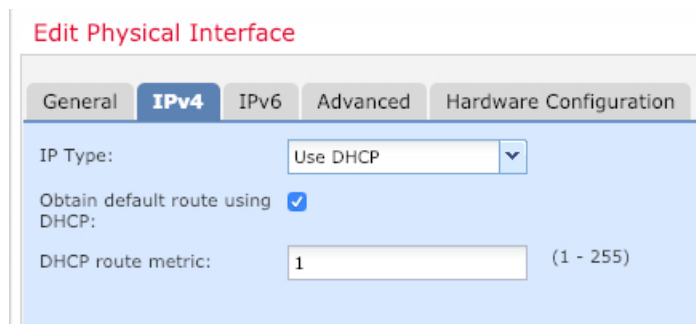 Edit Physical Interface
General IPv4 IPv6 Advanced Hardware Configuration
IP Type: Use DHCP
Obtain default route using
DHCP:
DHCP route metric: 1 (1 - 255)